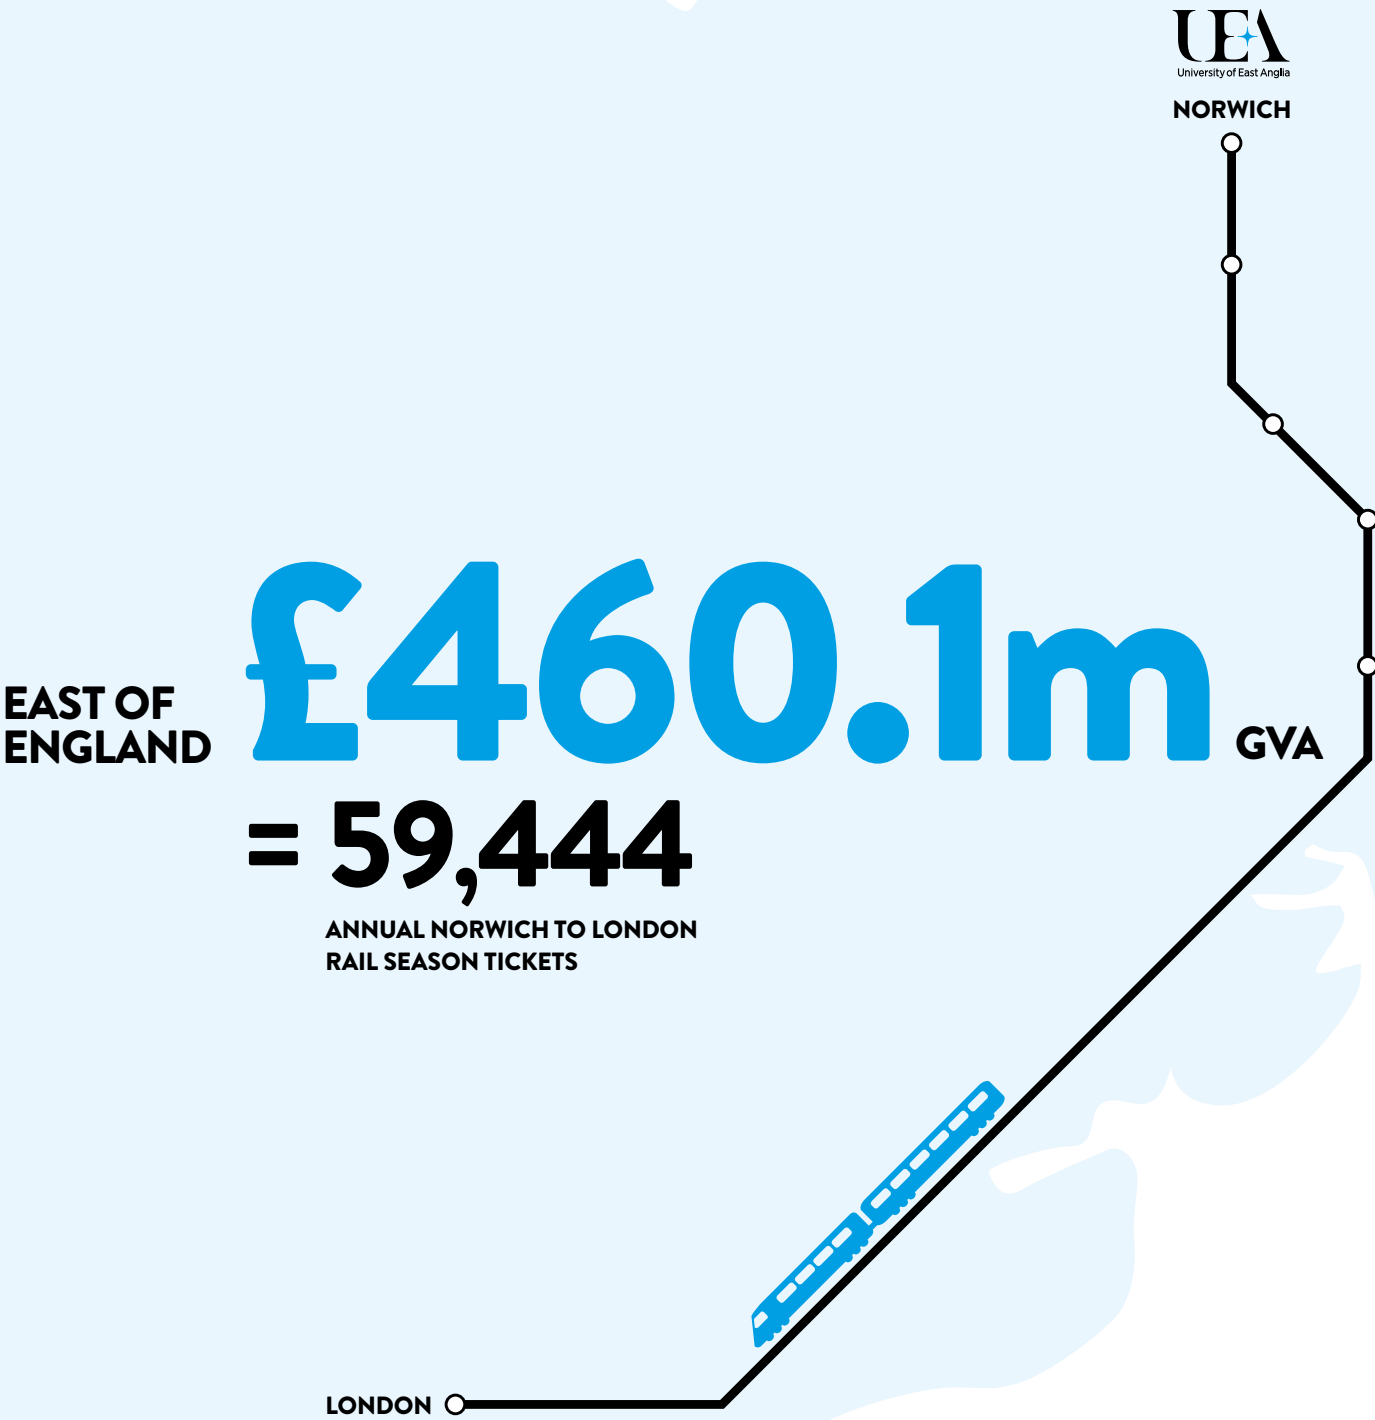 UEA
University of East Anglia
NORWICH
EAST OF
ENGLAND
£460.1m
GVA
= 59,444
ANNUAL NORWICH TO LONDON
RAIL SEASON TICKETS
LONDON